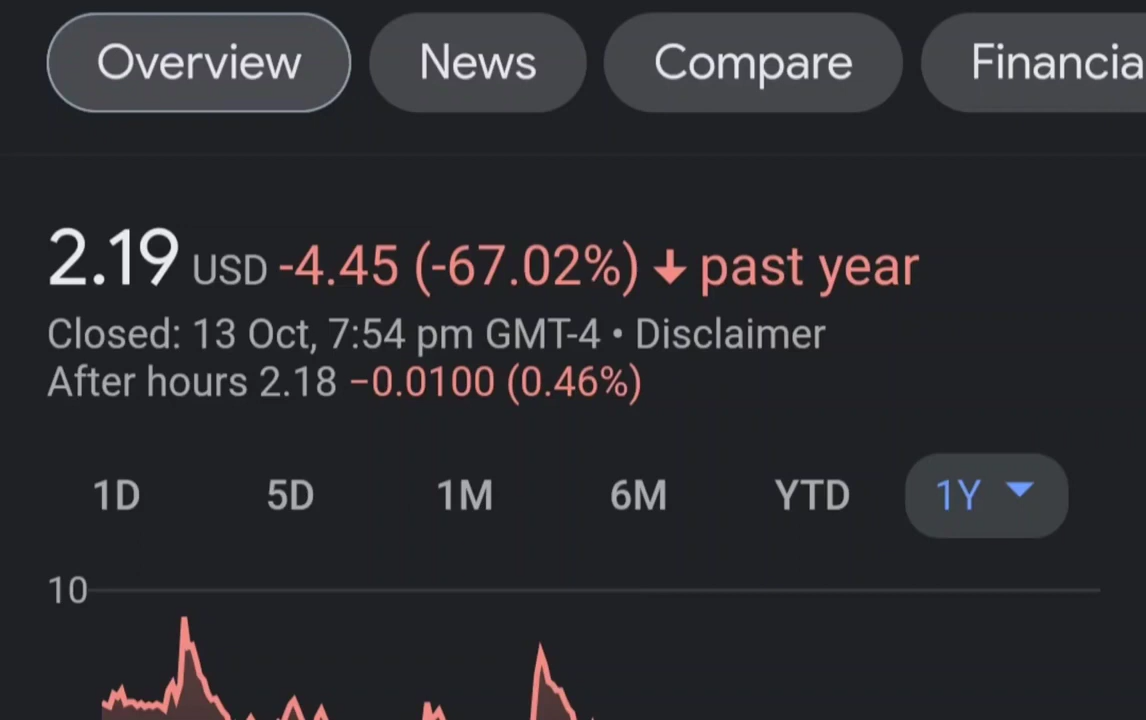 Overview News Compare Financia
2.19 USD -4.45 (-67.02%) ↓ past year
Closed: 13 Oct, 7:54 pm GMT-4 • Disclaimer
After hours 2.18 −0.0100 (0.46%)
1D 5D 1M 6M YTD 1Y
10